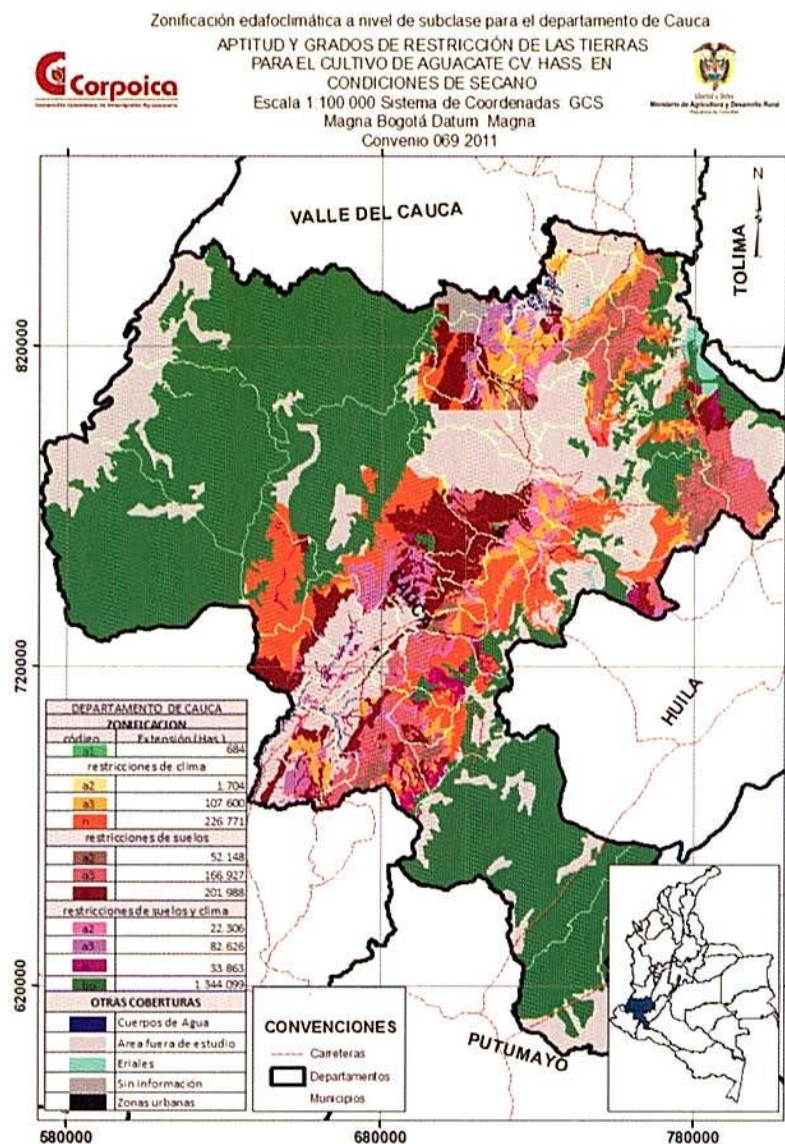 Zonificación edafoclimática a nivel de subclase para el departamento de Cauca
APTITUD Y GRADOS DE RESTRICCIÓN DE LAS TIERRAS
PARA EL CULTIVO DE AGUACATE CV. HASS. EN
CONDICIONES DE SECANO
Escala 1:100 000 Sistema de Coordenadas. GCS
Magna Bogotá Datum. Magna
Convenio 069 2011
Corpoica
Libertad y Orden
Ministerio de Agricultura y Desarrollo Rural
República de Colombia
N
VALLE DEL CAUCA
TOLIMA
820000
CAUCA
720000
HUILA
DEPARTAMENTO DE CAUCA
ZONIFICACION
código Extensión (Has.)
a1 684
restricciones de clima
a2 1.704
a3 107.600
n 226.771
restricciones de suelos
a2 52.148
a3 166.927
201.988
restricciones de suelos y clima
a2 22.306
a3 82.626
33.863
1.344.099
OTRAS COBERTURAS
Cuerpos de Agua
Area fuera de estudio
Eriales
Sin información
Zonas urbanas
620000
CONVENCIONES
Carreteras
Departamentos
Municipios
PUTUMAYO
580000 680000 780000